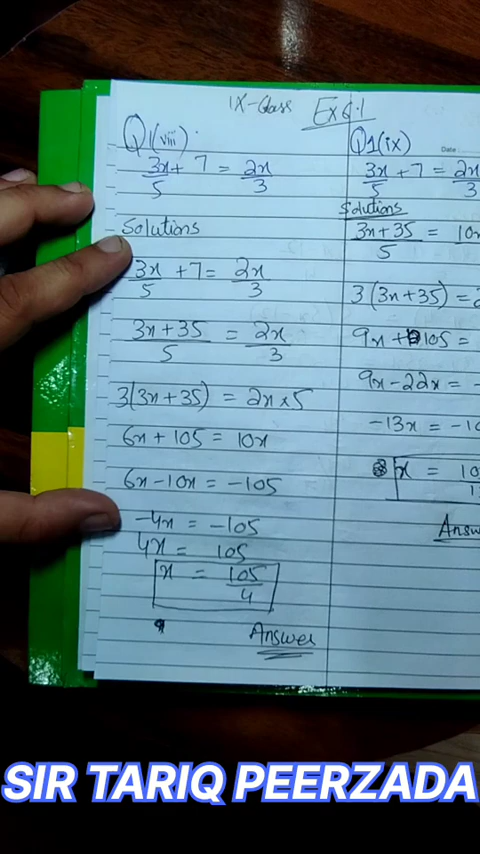 IX-Class Ex 6.1
Q1(viii).
3x/5 + 7 = 2x/3
Solutions
3x/5 + 7 = 2x/3
3x + 35/5 = 2x/3
3(3x + 35) = 2x × 5
6x + 105 = 10x
6x - 10x = -105
-4x = -105
4x = 105
x = 105/4
Answer
Q1(ix)
Date
3x/5 + 7 = 2x/3
Solutions
3x + 35/5 = 10x
3(3x + 35) =
9x + 105 =
9x - 22x = -
-13x = -10
x = 10
Answ
SIR TARIQ PEERZADA